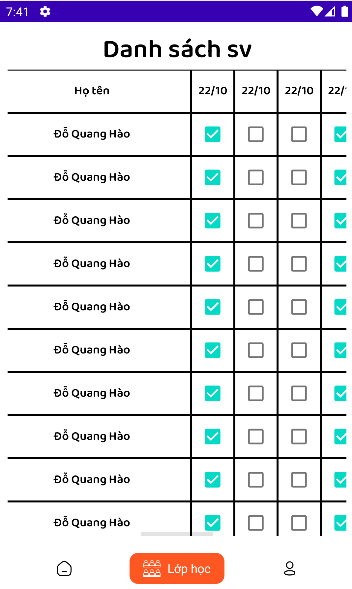 7:41
Danh sách sv
Họ tên 22/10 22/10 22/10 22/1
Đỗ Quang Hào
Đỗ Quang Hào
Đỗ Quang Hào
Đỗ Quang Hào
Đỗ Quang Hào
Đỗ Quang Hào
Đỗ Quang Hào
Đỗ Quang Hào
Đỗ Quang Hào
Đỗ Quang Hào
Lớp học